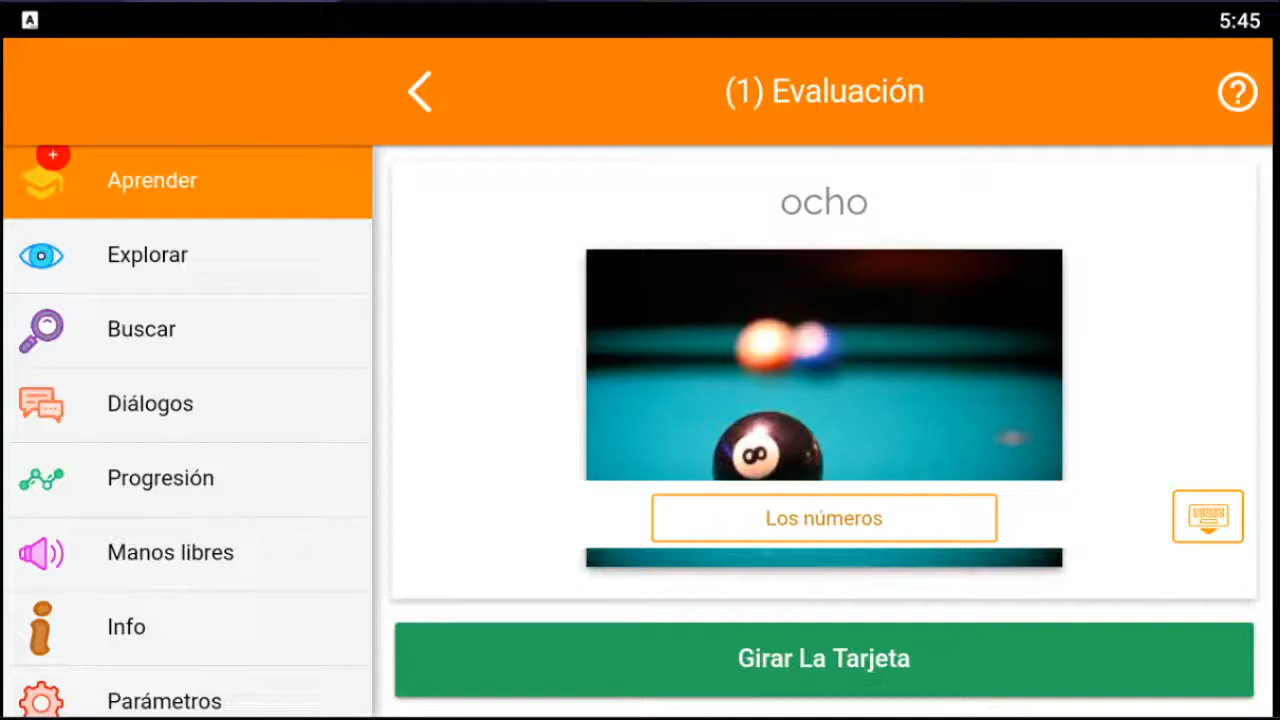 A
5:45
(1) Evaluación
?
+
Aprender
Explorar
Buscar
Diálogos
Progresión
Manos libres
Info
Parámetros
ocho
8
Los números
Girar La Tarjeta